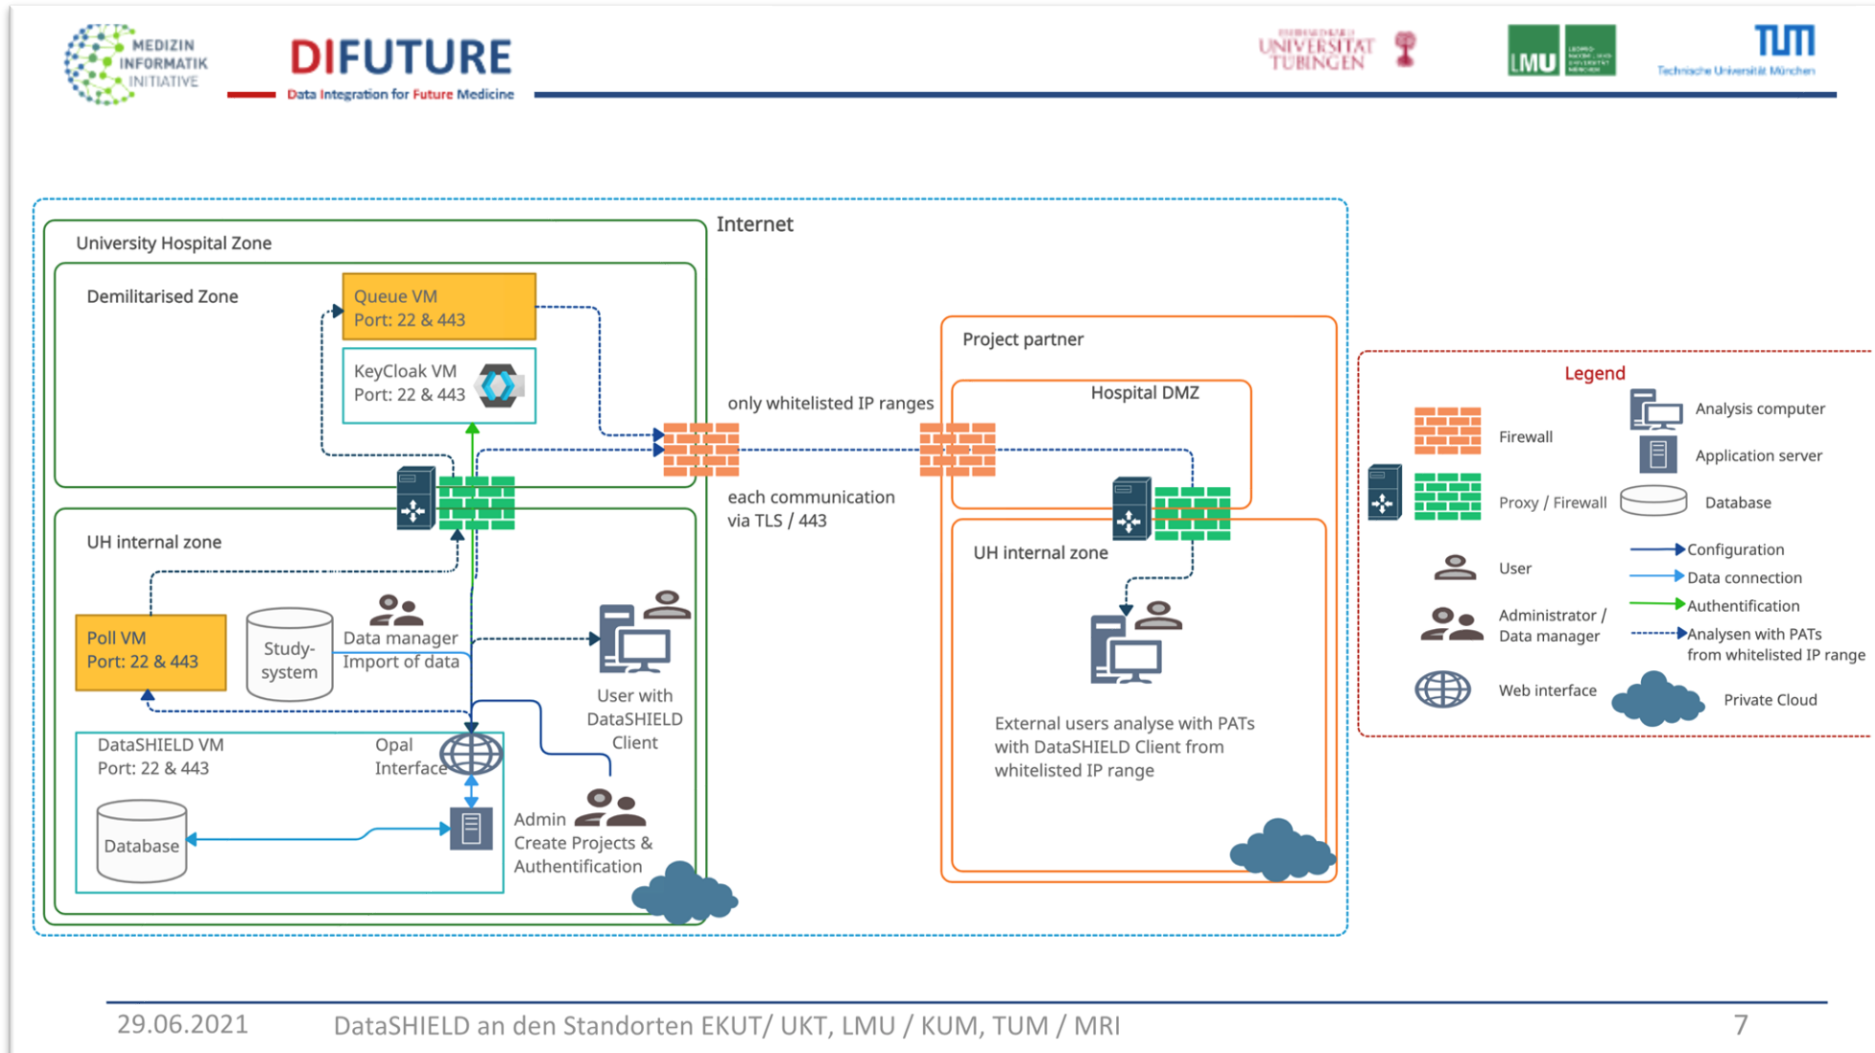 MEDIZIN
INFORMATIK
INITIATIVE
DIFUTURE
Data Integration for Future Medicine
EBERHARD KARLS
UNIVERSITÄT
TÜBINGEN
LMU
LUDWIG-
MAXIMILIANS-
UNIVERSITÄT
MÜNCHEN
TUM
Technische Universität München
Internet
University Hospital Zone
Demilitarised Zone
Queue VM
Port: 22 & 443
KeyCloak VM
Port: 22 & 443
only whitelisted IP ranges
each communication
via TLS / 443
Project partner
Hospital DMZ
UH internal zone
UH internal zone
Poll VM
Port: 22 & 443
Study-
system
Data manager
Import of data
User with
DataSHIELD
Client
DataSHIELD VM
Port: 22 & 443
Opal
Interface
Database
Admin
Create Projects &
Authentification
External users analyse with PATs
with DataSHIELD Client from
whitelisted IP range
Legend
Firewall
Proxy / Firewall
User
Administrator /
Data manager
Web interface
Analysis computer
Application server
Database
Configuration
Data connection
Authentification
Analysen with PATs
from whitelisted IP range
Private Cloud
29.06.2021
DataSHIELD an den Standorten EKUT/ UKT, LMU / KUM, TUM / MRI
7